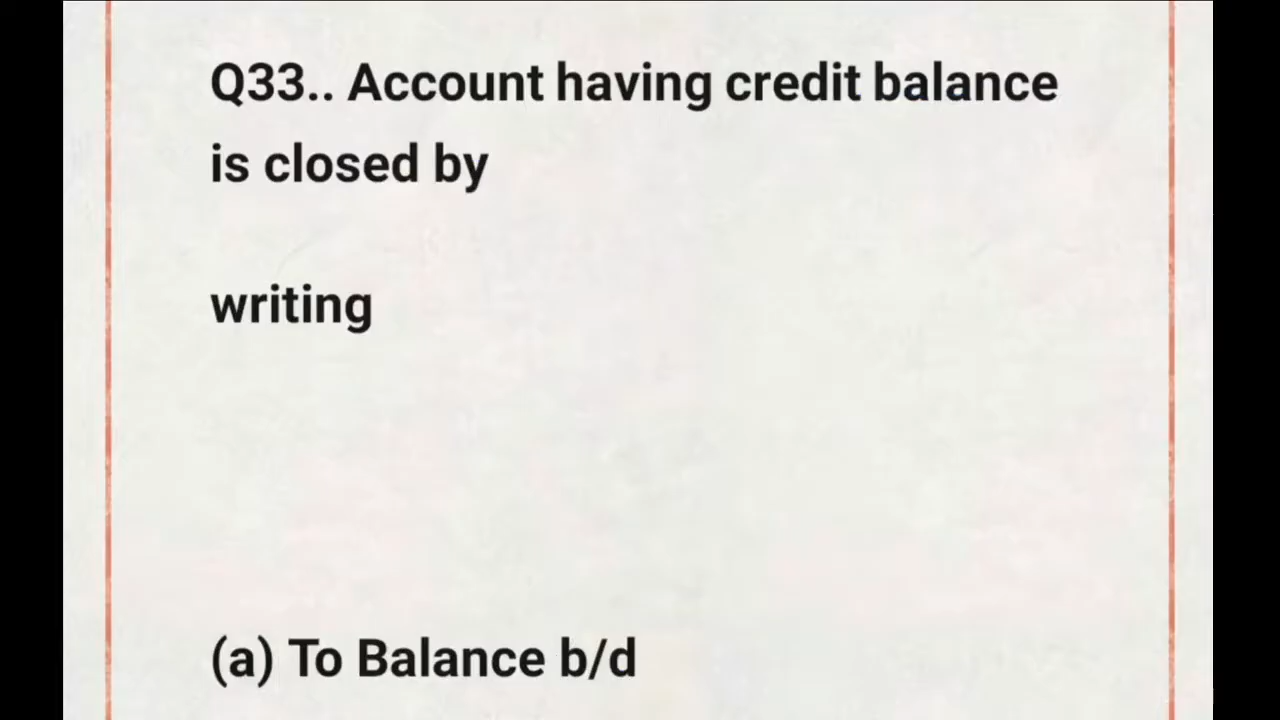 Q33.. Account having credit balance
is closed by
writing
(a) To Balance b/d